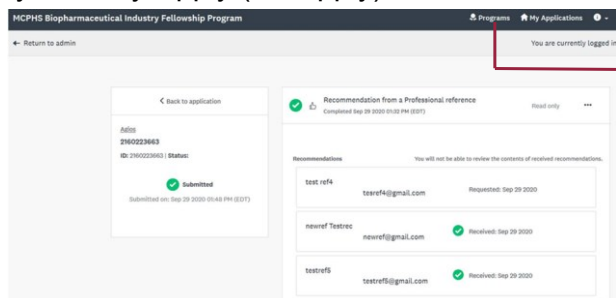 MCPHS Biopharmaceutical Industry Fellowship Program
Programs My Applications
Return to admin
You are currently logged in
Back to application
Agios
2160223663
ID: 2160223663 | Status:
Submitted
Submitted on: Sep 29 2020 01:48 PM (EDT)
Recommendation from a Professional reference
Completed Sep 29 2020 01:32 PM (EDT)
Read only
Recommendations You will not be able to review the contents of received recommendations.
test ref4
tesref4@gmail.com
Requested: Sep 29 2020
newref Testrec
newref@gmail.com
Received: Sep 29 2020
testref5
testref5@gmail.com
Received: Sep 29 2020